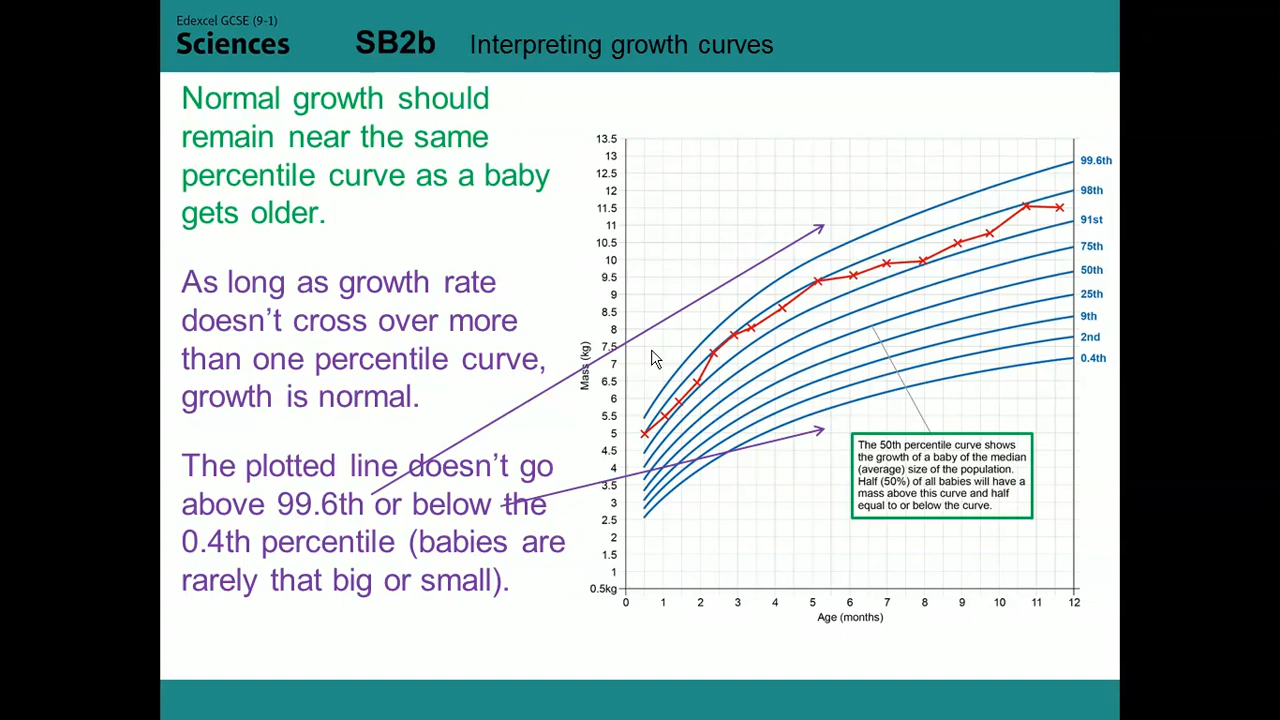 Edexcel GCSE (9-1)
Sciences
SB2b Interpreting growth curves
Normal growth should
remain near the same
percentile curve as a baby
gets older.
As long as growth rate
doesn't cross over more
than one percentile curve,
growth is normal.
The plotted line doesn't go
above 99.6th or below the
0.4th percentile (babies are
rarely that big or small).
13.5
13
12.5
12
11.5
11
10.5
10
9.5
9
8.5
8
7.5
7
6.5
6
5.5
5
4.5
4
3.5
3
2.5
2
1.5
1
0.5kg
Mass (kg)
99.6th
98th
91st
75th
50th
25th
9th
2nd
0.4th
The 50th percentile curve shows
the growth of a baby of the median
(average) size of the population.
Half (50%) of all babies will have a
mass above this curve and half
equal to or below the curve.
0 1 2 3 4 5 6 7 8 9 10 11 12
Age (months)